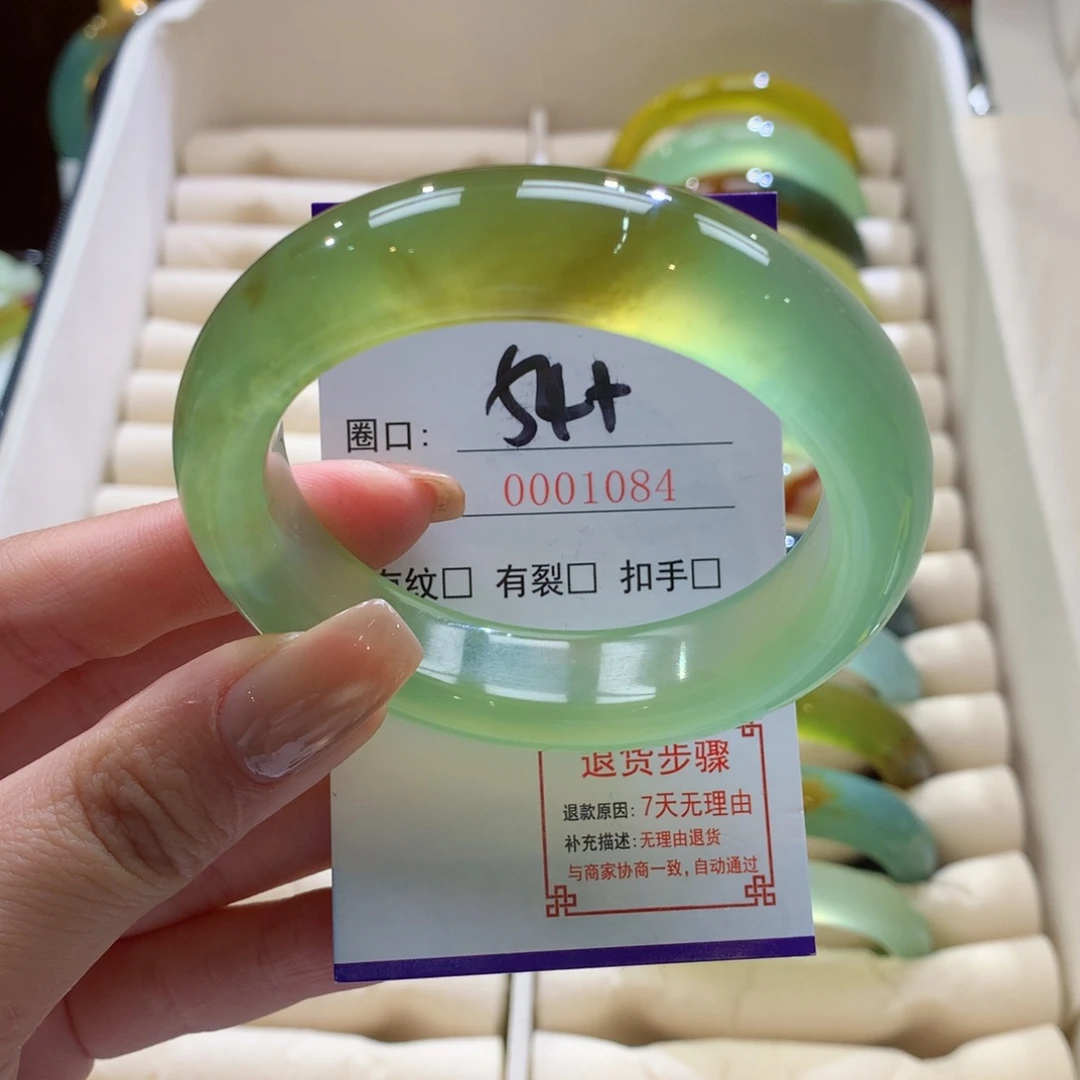 圈口: 54+
0001084
有纹□ 有裂□ 扣手□
退货步骤
退款原因: 7天无理由
补充描述: 无理由退货
与商家协商一致, 自动通过